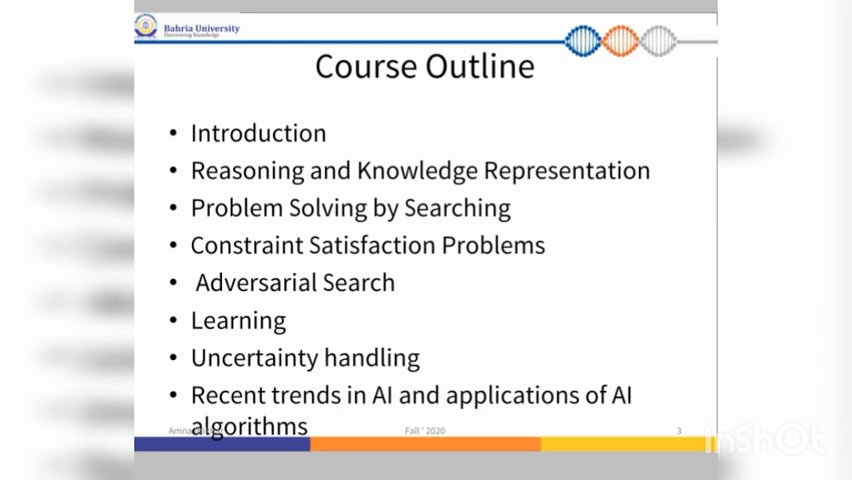 Bahria University
Discovering Knowledge
Course Outline
• Introduction
• Reasoning and Knowledge Representation
• Problem Solving by Searching
• Constraint Satisfaction Problems
• Adversarial Search
• Learning
• Uncertainty handling
• Recent trends in AI and applications of AI
algorithms
Fall ' 2020
3
InShOt